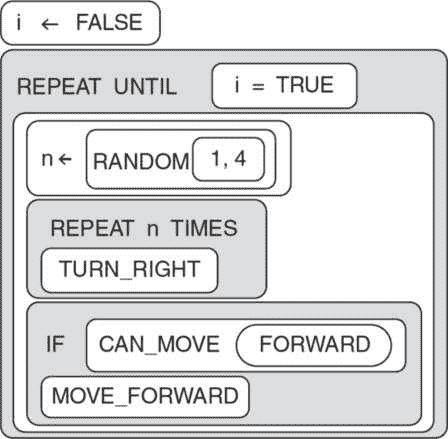 i ← FALSE
REPEAT UNTIL i = TRUE
n ← RANDOM 1, 4
REPEAT n TIMES
TURN_RIGHT
IF CAN_MOVE FORWARD
MOVE_FORWARD